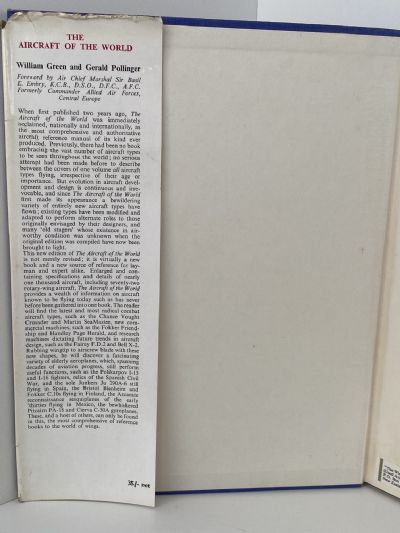 THE
AIRCRAFT OF THE WORLD
William Green and Gerald Pollinger
Foreword by Air Chief Marshal Sir Basil
E. Embry, K.C.B., D.S.O., D.F.C., A.F.C.
Formerly Commander Allied Air Forces,
Central Europe
When first published two years ago, The
Aircraft of the World was immediately
acclaimed, nationally and internationally, as
the most comprehensive and authoritative
aircraft reference manual of its kind ever
produced. Previously, there had been no book
embracing the vast number of aircraft types
to be seen throughout the world; no serious
attempt had been made before to describe
between the covers of one volume all aircraft
types flying, irrespective of their age or
importance. But evolution in aircraft devel-
opment and design is continuous and irre-
vocable, and since The Aircraft of the World
first made its appearance a bewildering
variety of entirely new aircraft types have
flown; existing types have been modified and
adapted to perform alternate roles to those
originally envisaged by their designers, and
many 'old stagers' whose existence in air-
worthy condition was unknown when the
original edition was compiled have now been
brought to light.
This new edition of The Aircraft of the World
is not merely revised; it is virtually a new
book and a new source of reference for lay-
man and expert alike. Enlarged and con-
taining specifications and details of nearly
one thousand aircraft, including seventy-two
rotary-wing aircraft, The Aircraft of the World
provides a wealth of information on aircraft
known to be flying today such as has never
before been gathered into one book. The reader
will find the latest and most radical combat
aircraft types, such as the Chance Vought
Crusader and Martin SeaMaster, new com-
mercial machines, such as the Fokker Friend-
ship and Handley Page Herald, and research
machines dictating future trends in aircraft
design, such as the Fairey F.D.2 and Bell X-2.
Rubbing wingtip to airscrew blade with these
new shapes, he will discover a fascinating
variety of elderly aeroplanes, which, spanning
decades of aviation progress, still perform
useful functions, such as the Polikarpov I-15
and I-16 fighters, relics of the Spanish Civil
War, and the sole Junkers Ju 290A-6 still
flying in Spain, the Bristol Blenheim and
Fokker C.10s flying in Finland, the Azcarate
reconnaissance sesquiplanes of the early
'thirties flying in Mexico, the bewhiskered
Pitcairn PA-18 and Cierva C-30A gyroplanes.
These, and a host of others, can only be found
in this, the most comprehensive of reference
books to the world of wings.
35/- net